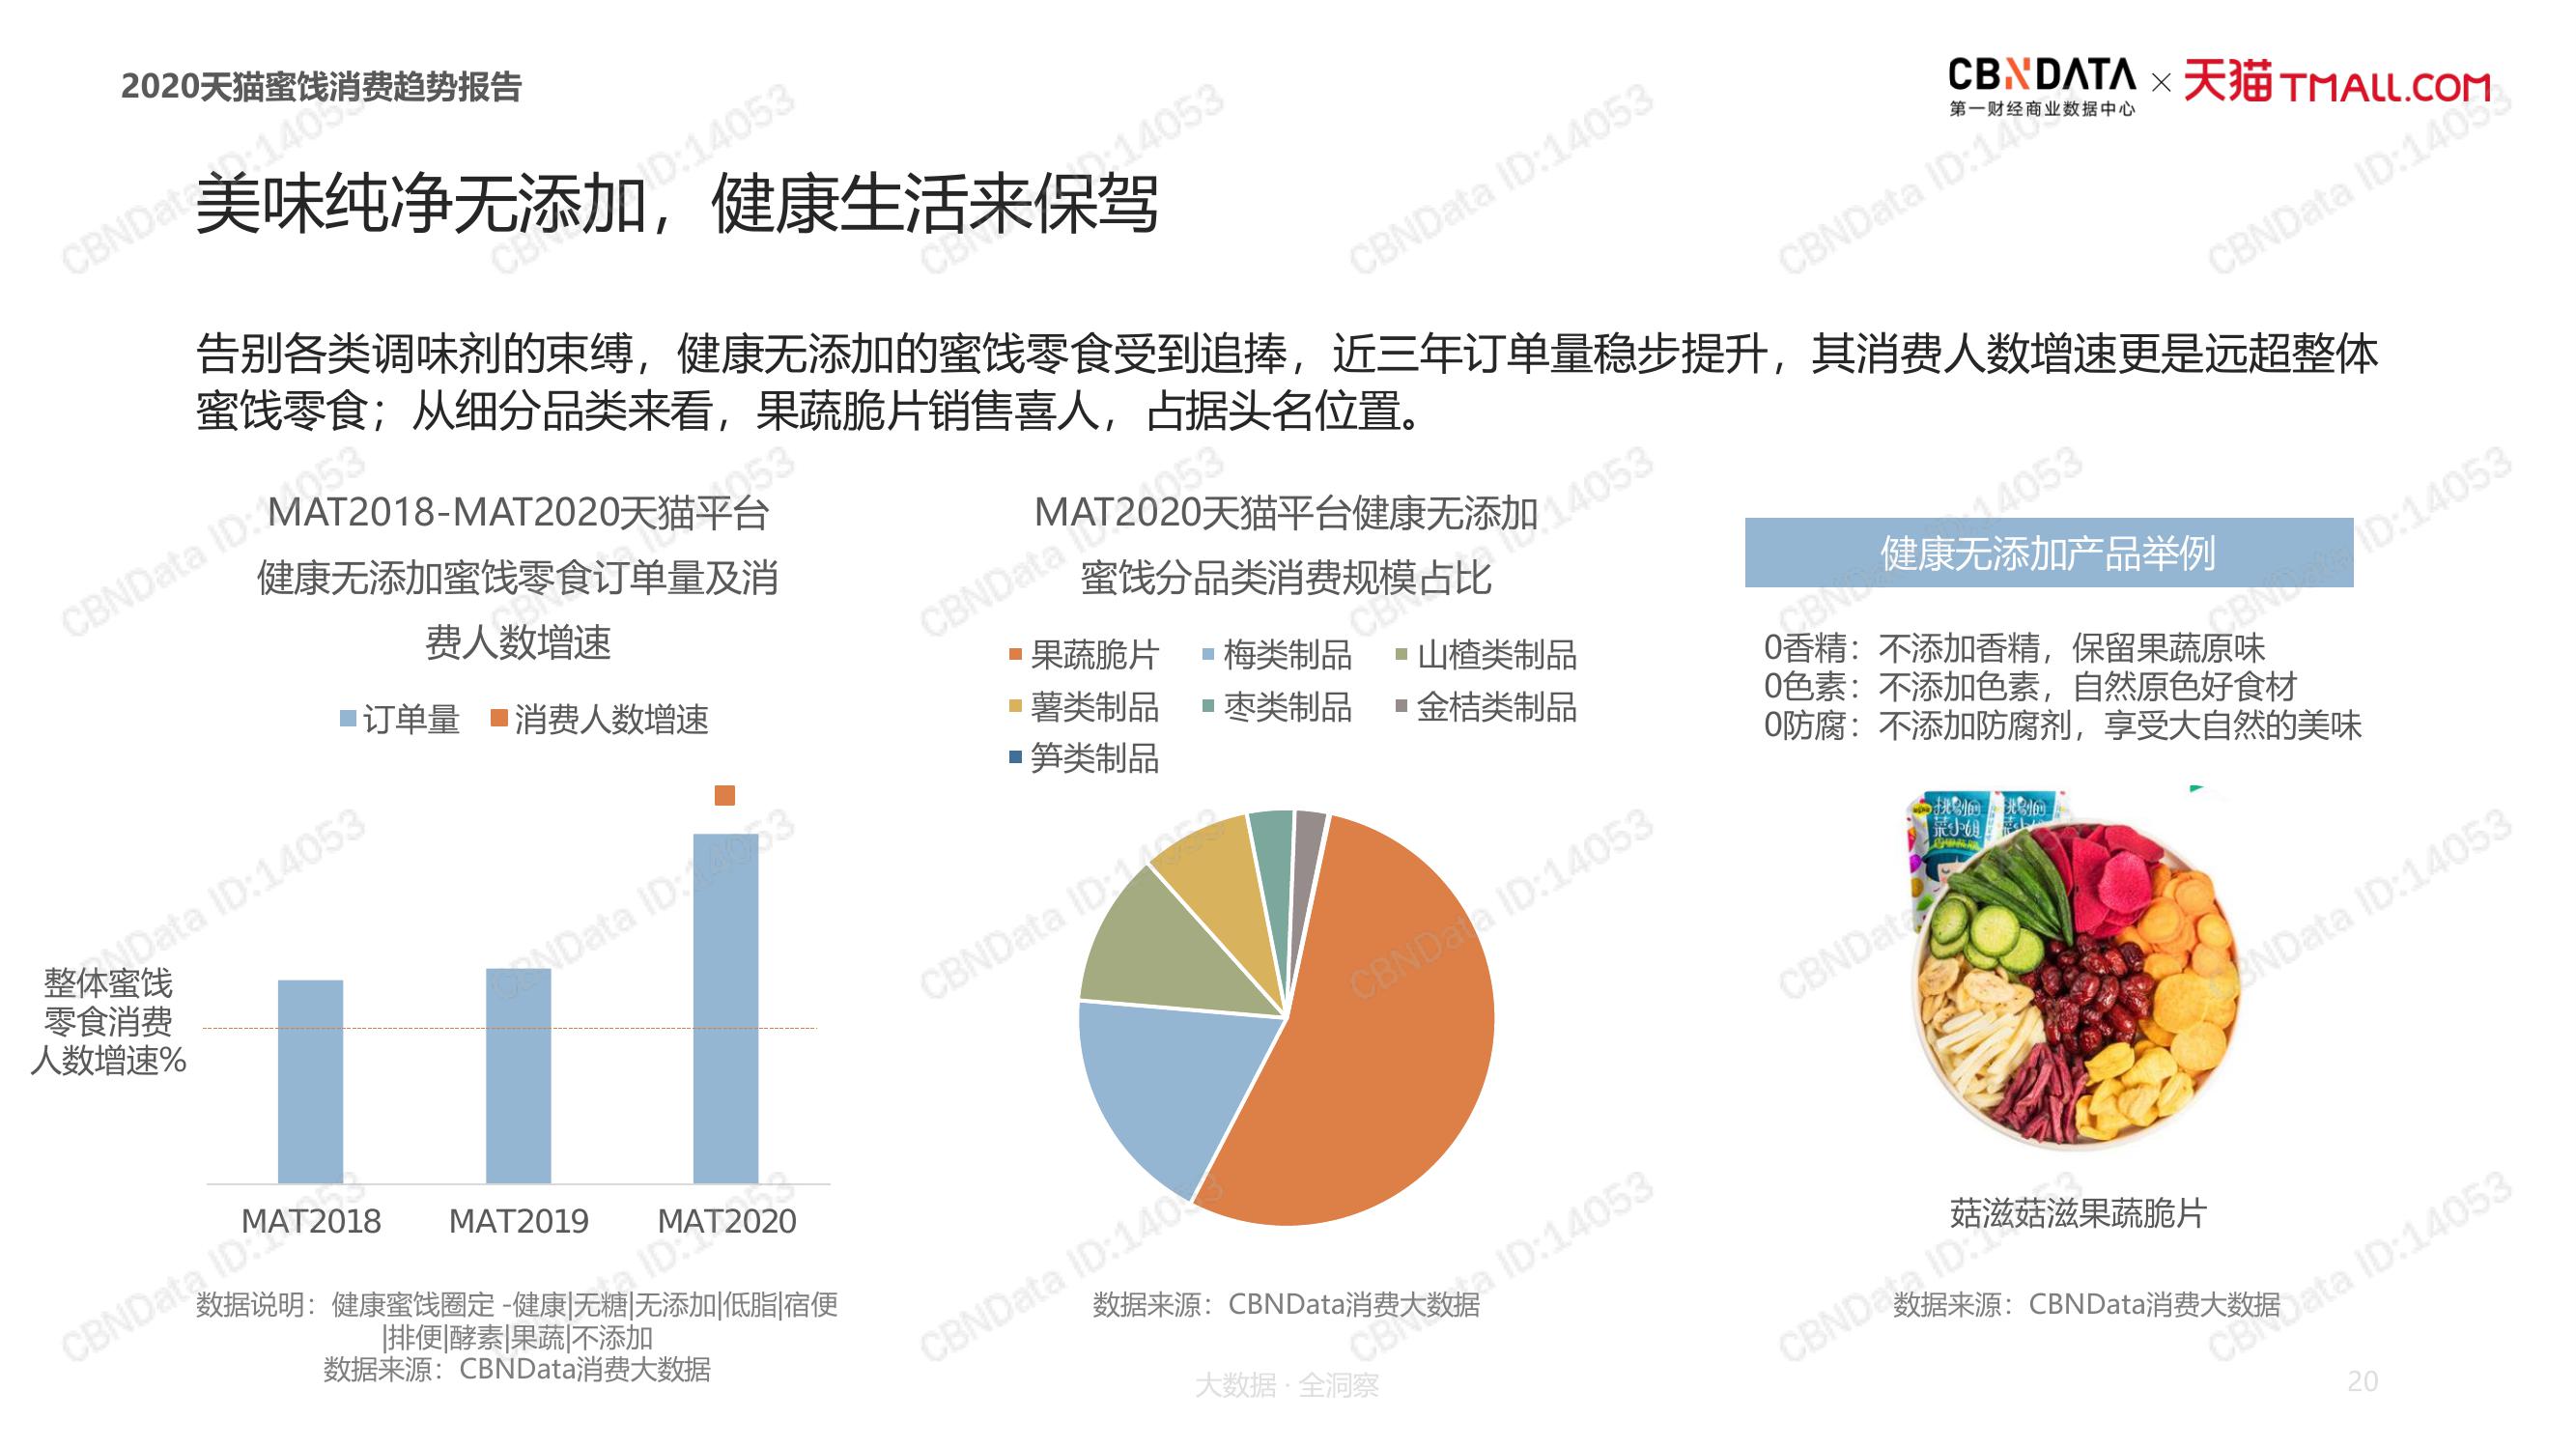 2020天猫蜜饯消费趋势报告
CBNDATA
第一财经商业数据中心
×
天猫 TMALL.COM
美味纯净无添加，健康生活来保驾
告别各类调味剂的束缚，健康无添加的蜜饯零食受到追捧，近三年订单量稳步提升，其消费人数增速更是远超整体
蜜饯零食；从细分品类来看，果蔬脆片销售喜人，占据头名位置。
MAT2018-MAT2020天猫平台
健康无添加蜜饯零食订单量及消
费人数增速
订单量 消费人数增速
整体蜜饯
零食消费
人数增速%
MAT2018 MAT2019 MAT2020
数据说明：健康蜜饯圈定 -健康|无糖|无添加|低脂|宿便
|排便|酵素|果蔬|不添加
数据来源：CBNData消费大数据
MAT2020天猫平台健康无添加
蜜饯分品类消费规模占比
果蔬脆片 梅类制品 山楂类制品
薯类制品 枣类制品 金桔类制品
笋类制品
数据来源：CBNData消费大数据
健康无添加产品举例
0香精：不添加香精，保留果蔬原味
0色素：不添加色素，自然原色好食材
0防腐：不添加防腐剂，享受大自然的美味
挑剔的
菜小姐
菇滋菇滋果蔬脆片
数据来源：CBNData消费大数据
大数据·全洞察
20
CBNData ID:14053